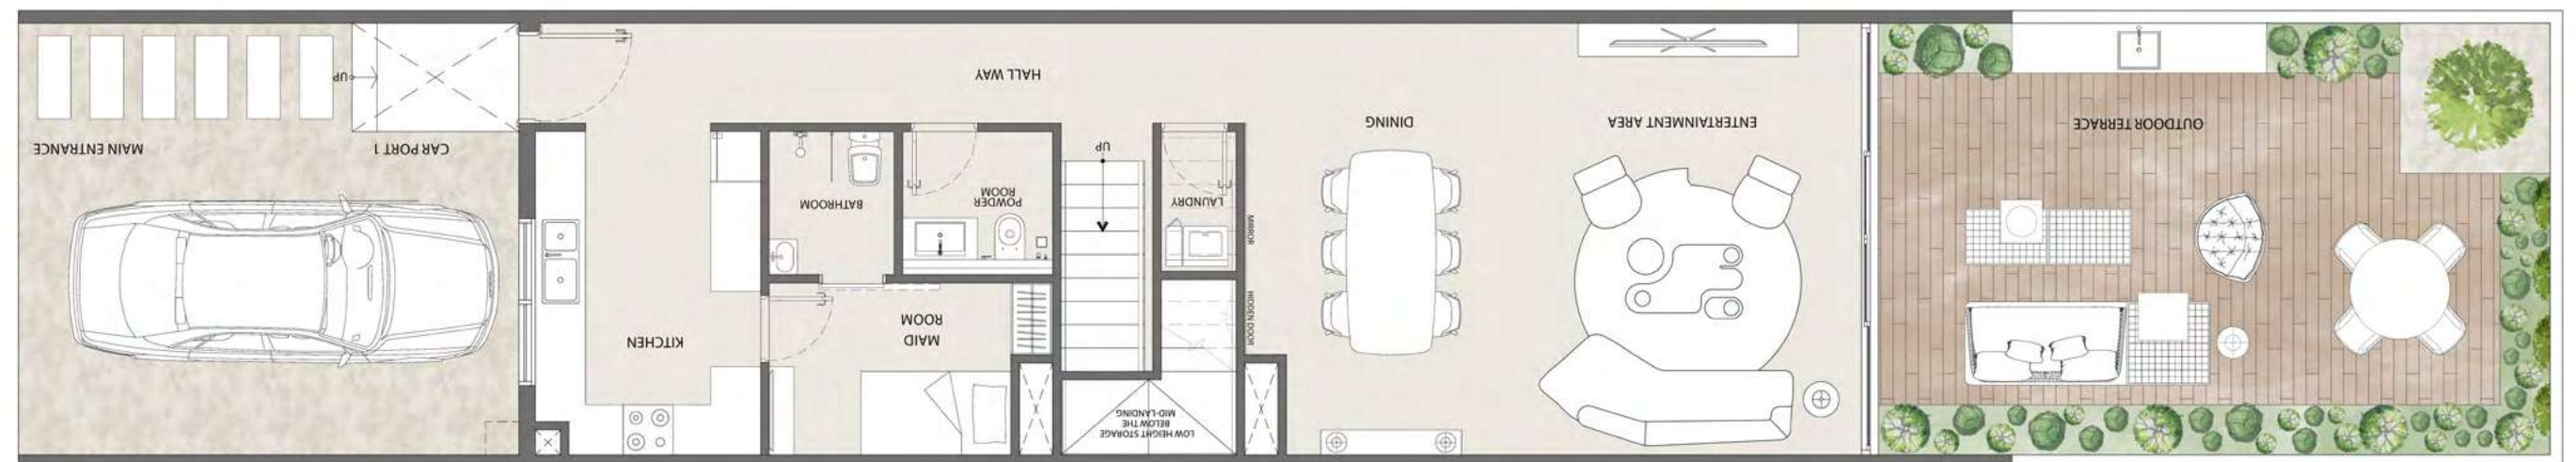 MAIN ENTRANCE
CAR PORT 1
UP
HALL WAY
KITCHEN
BATHROOM
POWDER
ROOM
MAID
ROOM
UP
LAUNDRY
MIRROR
HIDDEN DOOR
LOW HEIGHT STORAGE
BELOW THE
MID-LANDING
DINING
ENTERTAINMENT AREA
OUTDOOR TERRACE